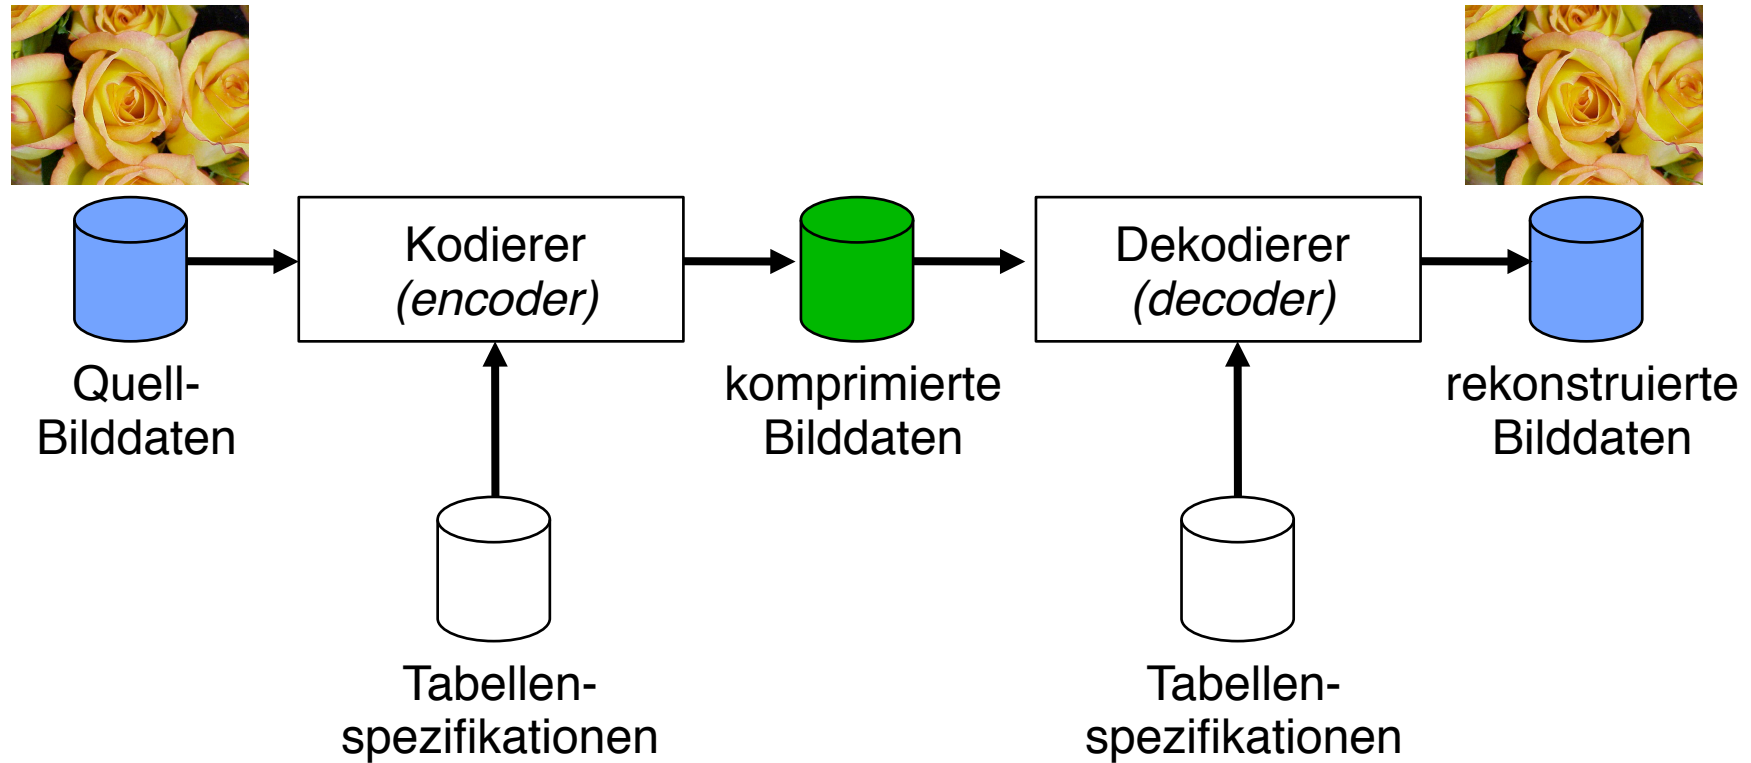 Kodierer
(encoder)
Dekodierer
(decoder)
Quell-
Bilddaten
komprimierte
Bilddaten
rekonstruierte
Bilddaten
Tabellen-
spezifikationen
Tabellen-
spezifikationen